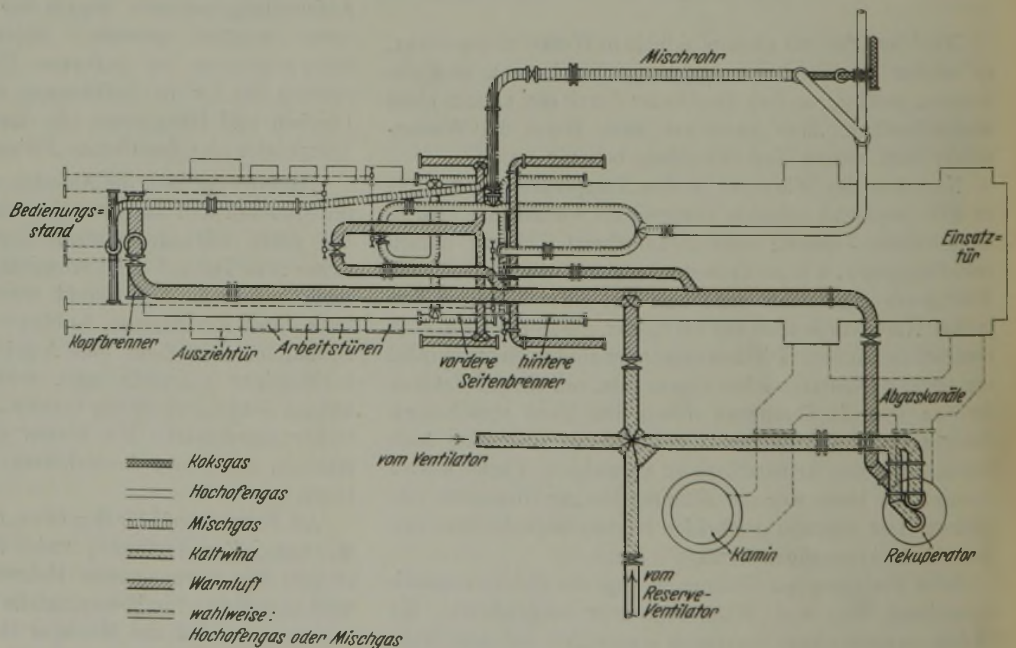 Mischrohr
Bedienungs=
stand
Einsatz=
tür
Kopfbrenner
Ausziehtür
Arbeitstüren
vordere
hintere
Seitenbrenner
Abgaskanäle
vom Ventilator
Koksgas
Hochofengas
Mischgas
Kaltwind
Warmluft
wahlweise:
Hochofengas oder Mischgas
Kamin
Rekuperator
vom
Reserve-
Ventilator